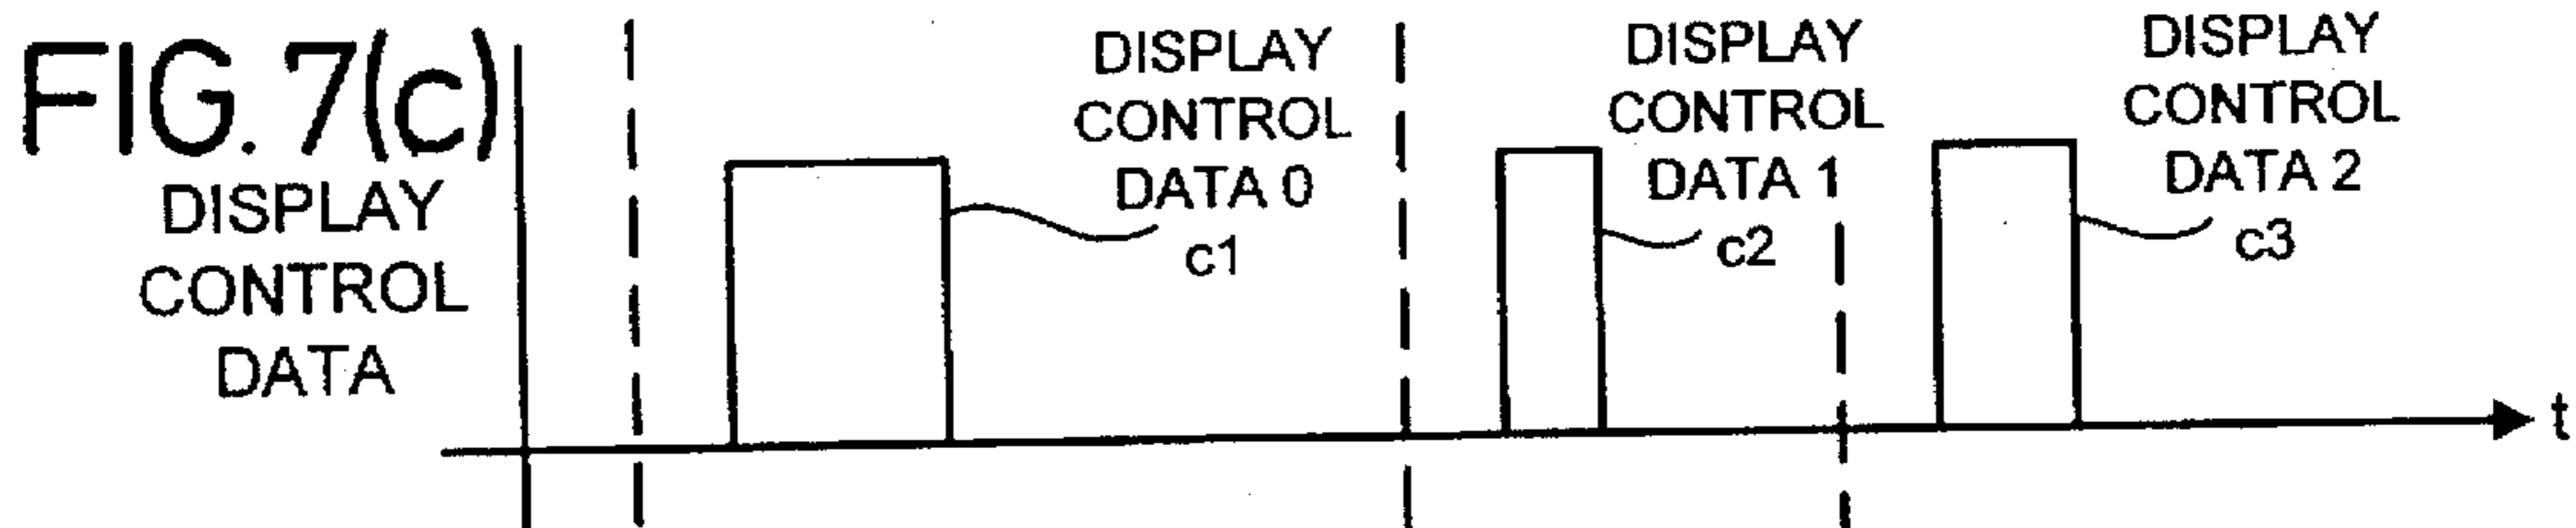 FIG. 7(c)
DISPLAY
CONTROL
DATA
DISPLAY
CONTROL
DATA 0
c1
DISPLAY
CONTROL
DATA 1
c2
DISPLAY
CONTROL
DATA 2
c3
t